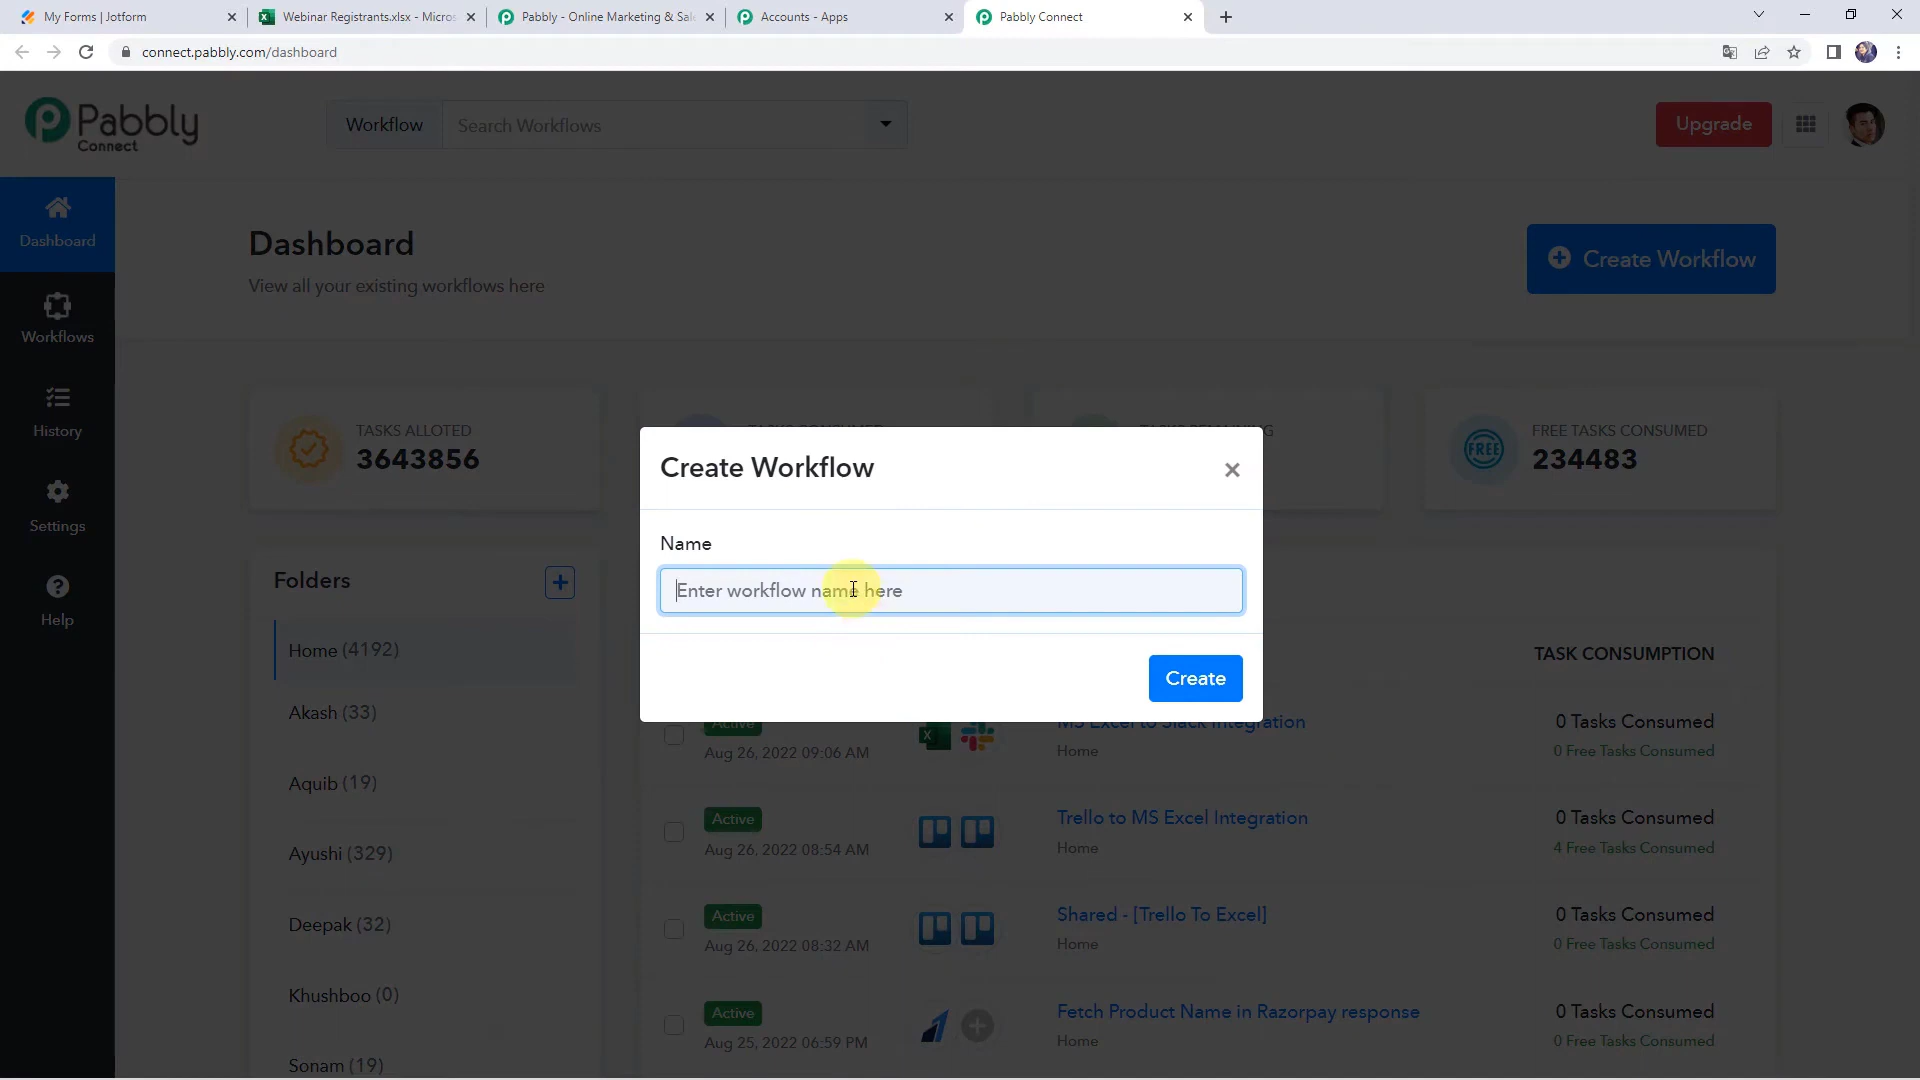 My Forms | Jotform
Webinar Registrants.xlsx - Micros
Pabbly - Online Marketing & Sal
Accounts - Apps
Pabbly Connect
connect.pabbly.com/dashboard
Pabbly
Connect
Workflow
Search Workflows
Upgrade
Dashboard
Workflows
History
Settings
Help
Dashboard
View all your existing workflows here
Create Workflow
TASKS ALLOTED
3643856
FREE
FREE TASKS CONSUMED
234483
Create Workflow
Name
Enter workflow name here
Create
Folders
Home (4192)
Akash (33)
Aquib (19)
Ayushi (329)
Deepak (32)
Khushboo (0)
Sonam (19)
TASK CONSUMPTION
Active
Aug 26, 2022 09:06 AM
MS Excel to Slack Integration
Home
0 Tasks Consumed
0 Free Tasks Consumed
Active
Aug 26, 2022 08:54 AM
Trello to MS Excel Integration
Home
0 Tasks Consumed
4 Free Tasks Consumed
Active
Aug 26, 2022 08:32 AM
Shared - [Trello To Excel]
Home
0 Tasks Consumed
0 Free Tasks Consumed
Active
Aug 25, 2022 06:59 PM
Fetch Product Name in Razorpay response
Home
0 Tasks Consumed
0 Free Tasks Consumed